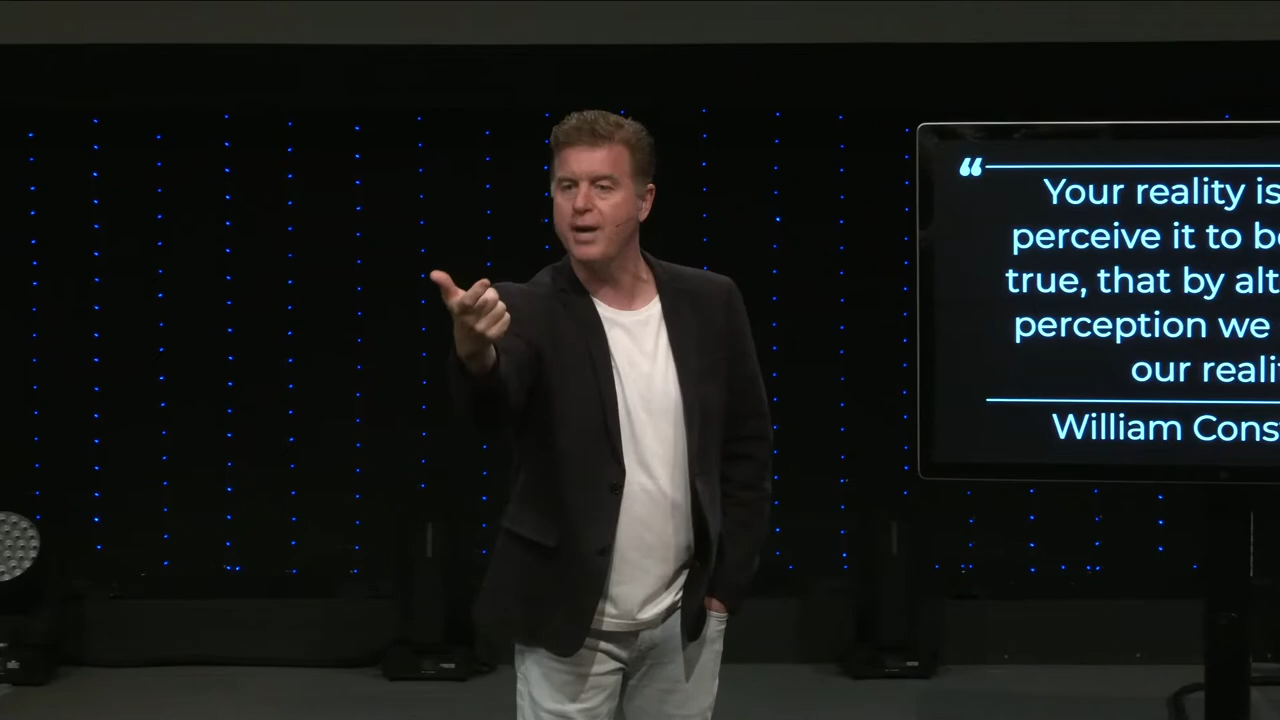 “
Your reality is
perceive it to be
true, that by alt
perception we
our reali
William Cons